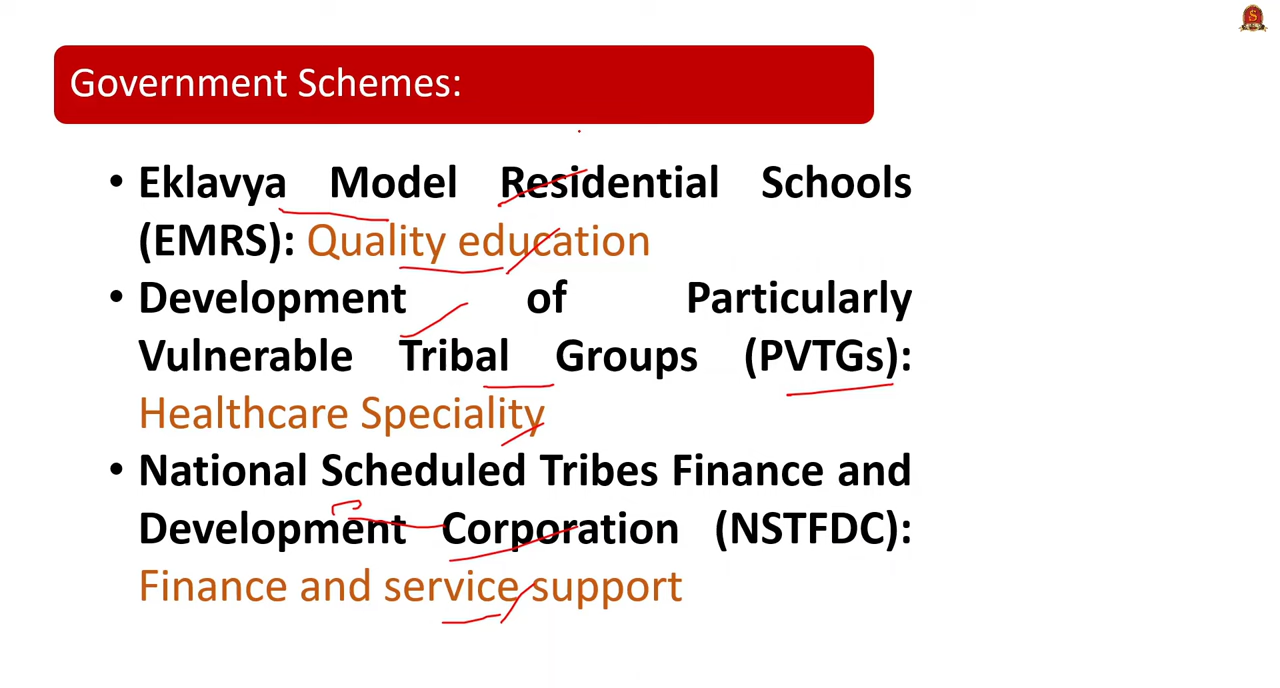 Government Schemes:
• Eklavya Model Residential Schools
(EMRS): Quality education
• Development of Particularly
Vulnerable Tribal Groups (PVTGs):
Healthcare Speciality
• National Scheduled Tribes Finance and
Development Corporation (NSTFDC):
Finance and service support